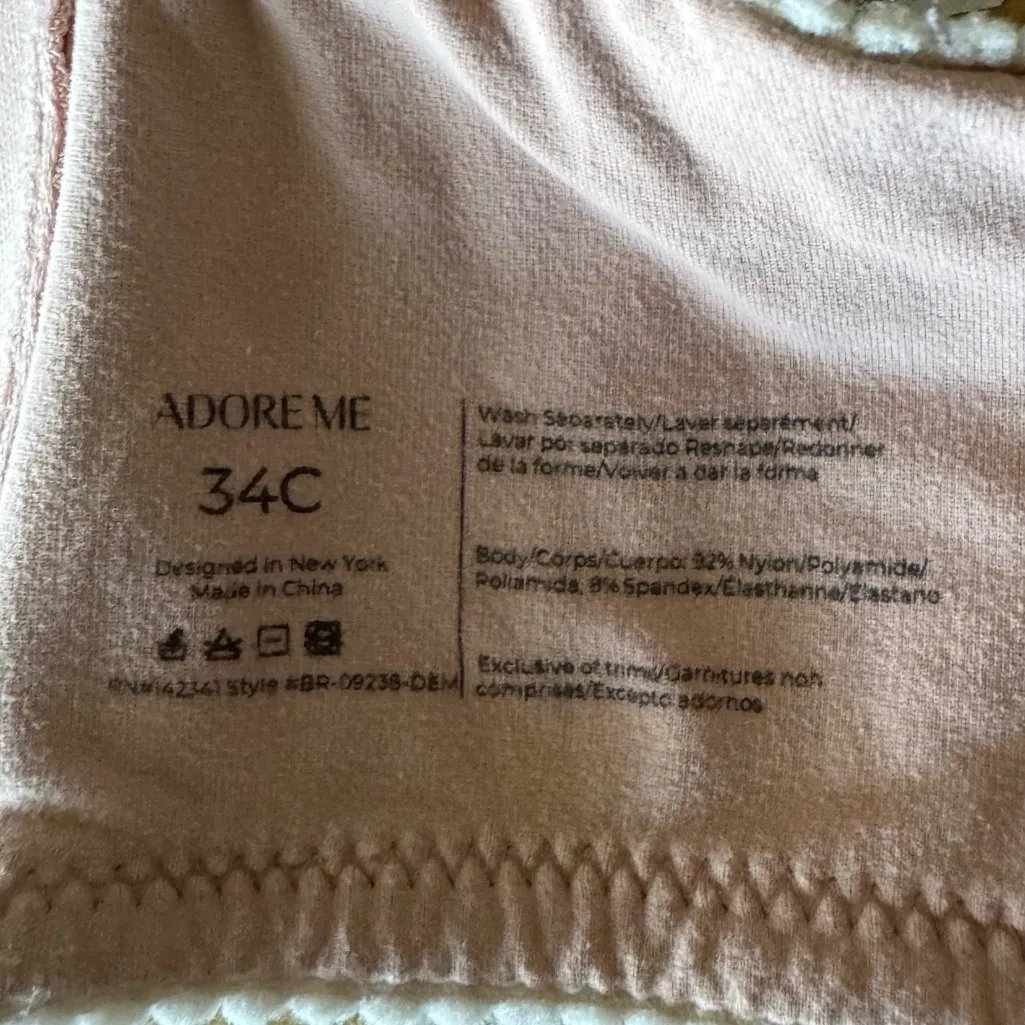 ADORE ME
34C
Designed in New York
Made in China
RN#142341 Style #BR-09238-DEM
Wash Separately/Laver separément/
Lavar por separado Reshape/Redonner
de la forme/Volver a dar la forma
Body/Corps/Cuerpo: 92% Nylon/Polyamide/
Poliamida, 8% Spandex/Elasthanne/Elastano
Exclusive of trims/Garnitures non
comprises/Excepto adornos